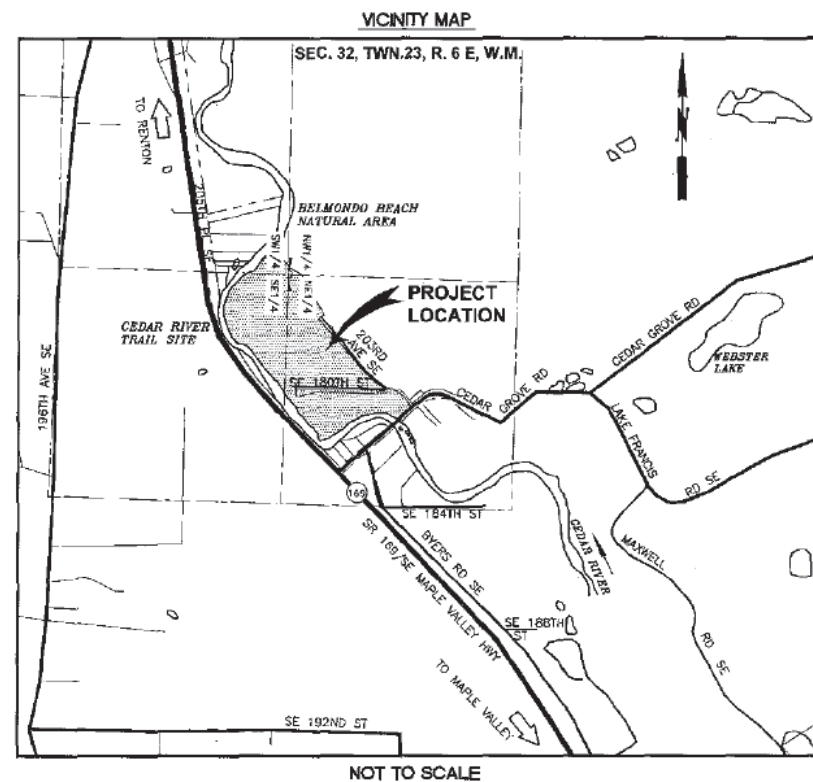 VICINITY MAP
SEC. 32, TWN.23, R. 6 E, W.M.
TO RENTON
N
205TH PL SE
BELMONDO BEACH
NATURAL AREA
SW1/4 SE1/4
NW1/4 NE1/4
PROJECT
LOCATION
CEDAR RIVER
TRAIL SITE
203RD
AVE SE
CEDAR GROVE RD
WEBSTER
LAKE
196TH AVE SE
SE 180TH ST
CEDAR GROVE RD
LAKE FRANCIS
RD SE
169
SE 184TH ST
SR 169/SE MAPLE VALLEY HWY
BYERS RD SE
CEDAR RIVER
MAXWELL
RD SE
SE 188TH
ST
TO MAPLE VALLEY
SE 192ND ST
NOT TO SCALE